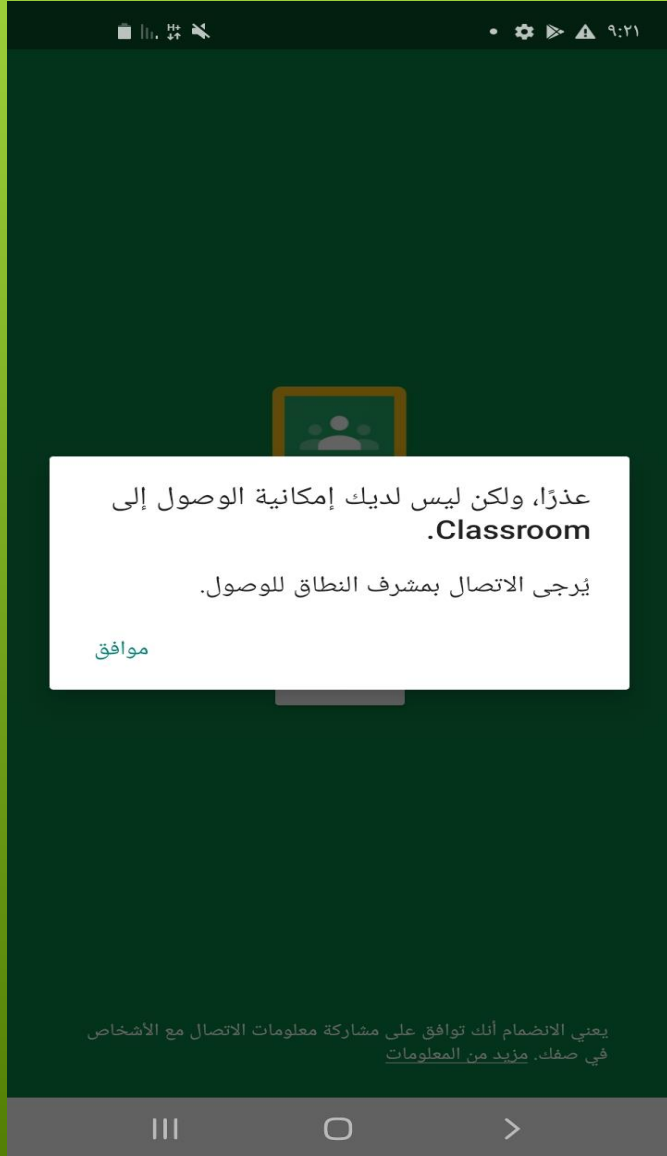 ٩:٢١
H+
عذرًا، ولكن ليس لديك إمكانية الوصول إلى
Classroom.
يُرجى الاتصال بمشرف النطاق للوصول.
موافق
يعني الانضمام أنك توافق على مشاركة معلومات الاتصال مع الأشخاص
في صفك. مزيد من المعلومات